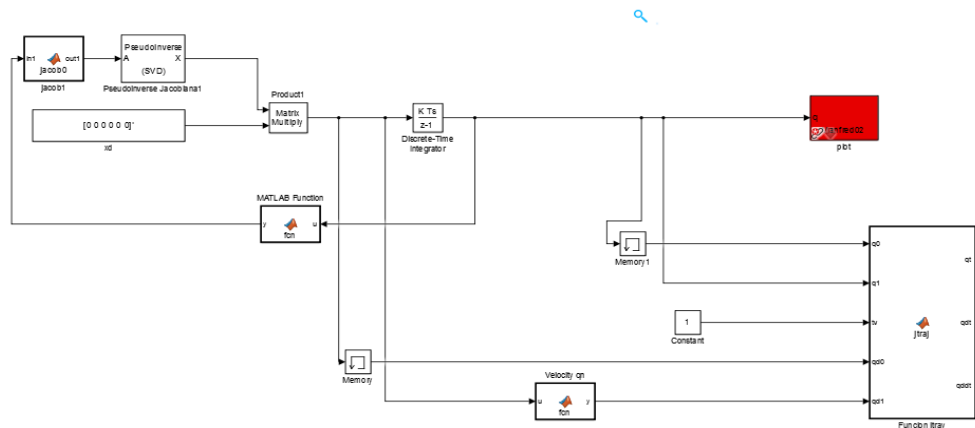 in1
out1
jacob0
jacob1
Pseudoinverse
A X
(SVD)
Pseudoinverse Jacobiana1
Product1
Matrix
Multiply
[0 0 0 0 0 0]'
xd
K Ts
z-1
Discrete-Time
Integrator
q
plot
MATLAB Function
y u
fcn
Memory1
q0
qt
q1
1
Constant
tv
jtraj
qdt
Memory
qd0
qddt
Velocity qn
u y
fcn
qd1
Funcion jtray